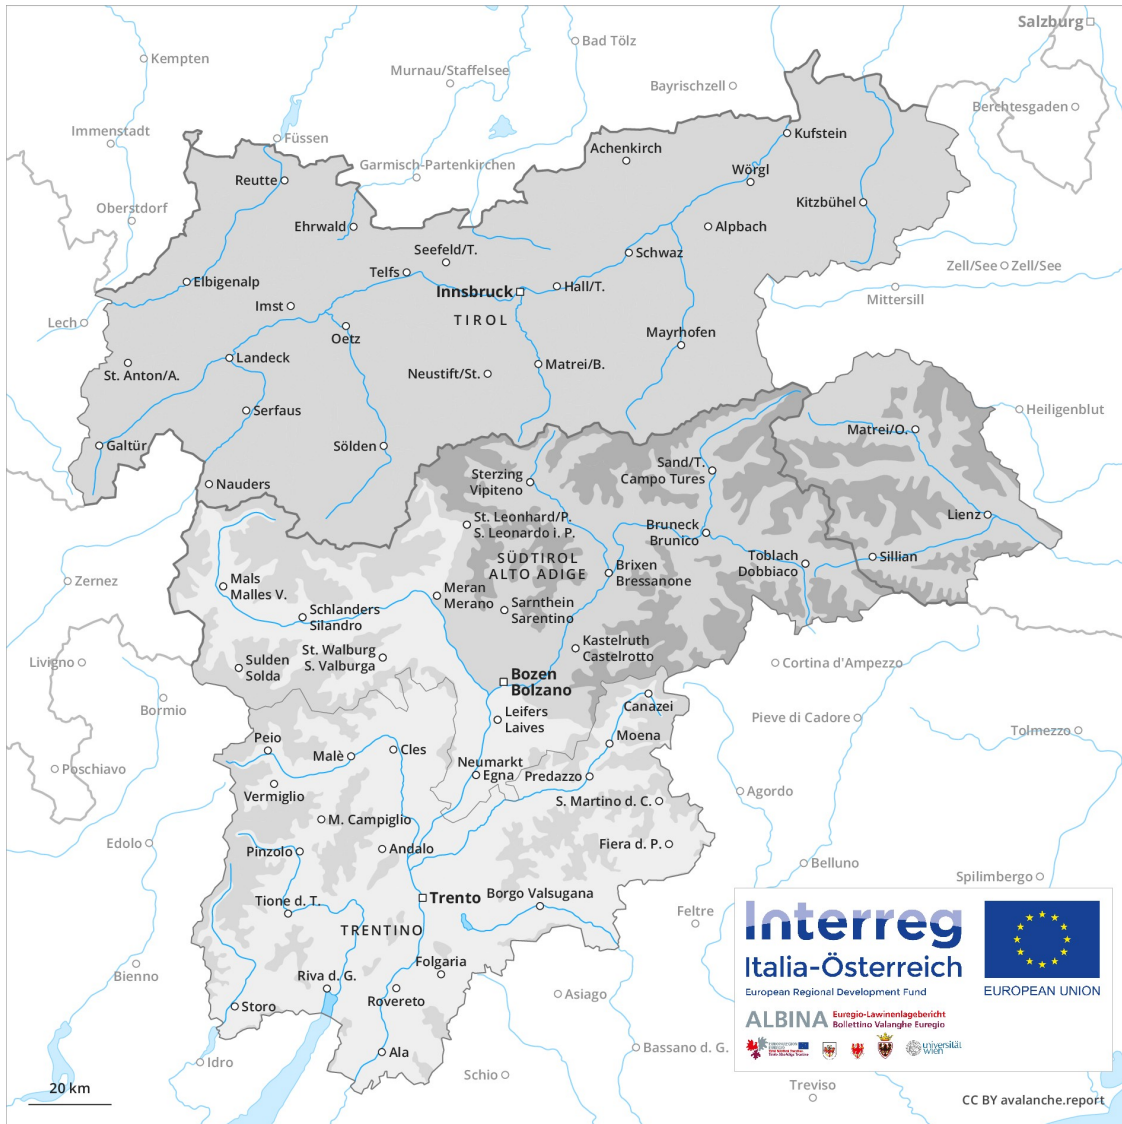 Salzburg
Bad Tölz
Kempten
Murnau/Staffelsee
Bayrischzell
Berchtesgaden
Immenstadt
Füssen
Kufstein
Achenkirch
Garmisch-Partenkirchen
Wörgl
Reutte
Oberstdorf
Kitzbühel
Ehrwald
Alpbach
Seefeld/T.
Schwaz
Telfs
Zell/See
Zell/See
Elbigenalp
Innsbruck
Hall/T.
Mittersill
Imst
TIROL
Lech
Oetz
Mayrhofen
Landeck
Matrei/B.
St. Anton/A.
Neustift/St.
Serfaus
Heiligenblut
Matrei/O.
Galtür
Sölden
Sand/T.
Campo Tures
Sterzing
Vipiteno
Nauders
St. Leonhard/P.
S. Leonardo i. P.
Lienz
Bruneck
Brunico
SÜDTIROL
ALTO ADIGE
Toblach
Dobbiaco
Sillian
Brixen
Bressanone
Zernez
Mals
Malles V.
Meran
Merano
Sarnthein
Sarentino
Schlanders
Silandro
Kastelruth
Castelrotto
St. Walburg
S. Valburga
Livigno
Sulden
Solda
Cortina d'Ampezzo
Bozen
Bolzano
Bormio
Canazei
Leifers
Laives
Pieve di Cadore
Tolmezzo
Moena
Peio
Cles
Malè
Neumarkt
Egna
Predazzo
Poschiavo
Vermiglio
Agordo
S. Martino d. C.
M. Campiglio
Edolo
Pinzolo
Andalo
Fiera d. P.
Belluno
Spilimbergo
Trento
Borgo Valsugana
Tione d. T.
Feltre
TRENTINO
Interreg
Italia-Österreich
European Regional Development Fund
EUROPEAN UNION
Folgaria
Bienno
Riva d. G.
Rovereto
Asiago
Storo
ALBINA
Euregio-Lawinenlagebericht
Bollettino Valanghe Euregio
universität
wien
Ala
Bassano d. G.
Idro
Schio
Treviso
20 km
CC BY avalanche.report